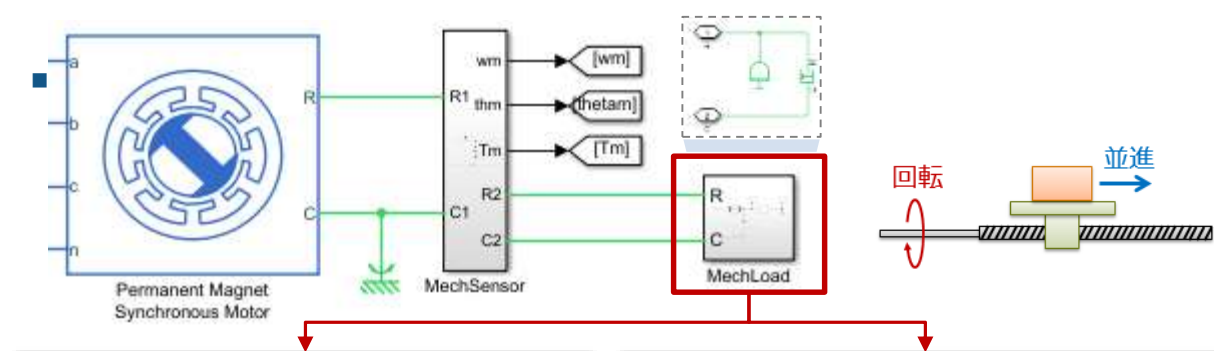 a
b
c
n
R
C
Permanent Magnet
Synchronous Motor
R1
C1
wm
thm
Tm
R2
C2
MechSensor
[wm]
[thetam]
[Tm]
R
C
MechLoad
回転
並進